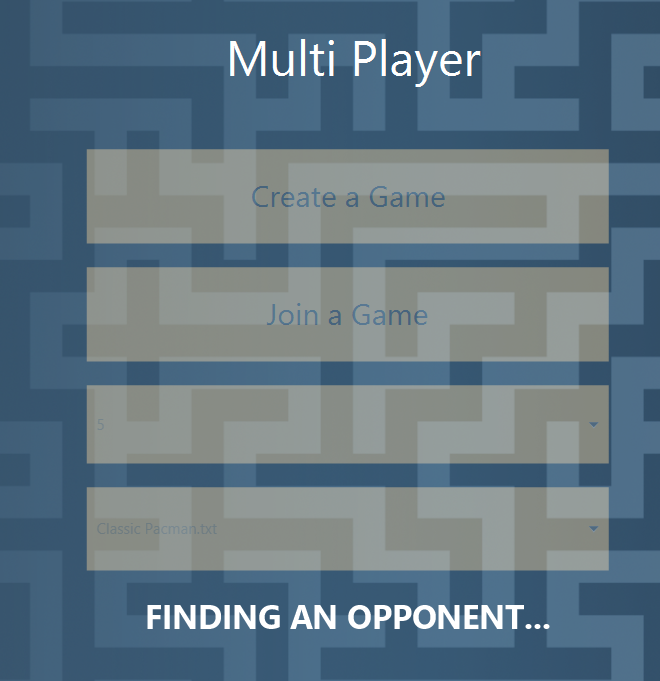 Multi Player
Create a Game
Join a Game
5
Classic Pacman.txt
FINDING AN OPPONENT...